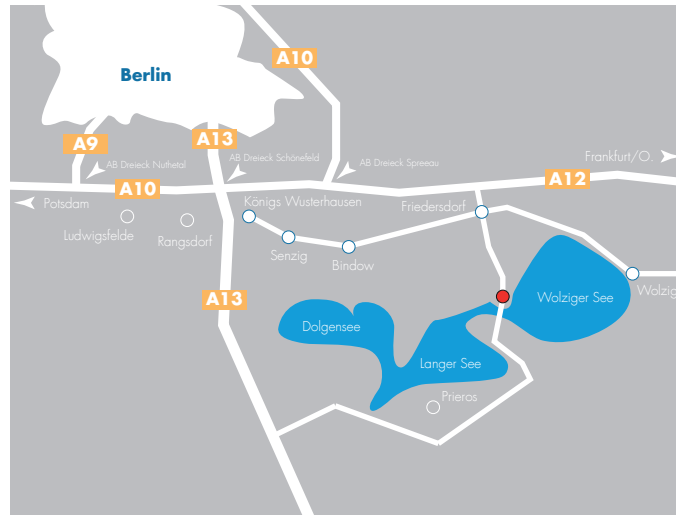 A10
Berlin
A9
A13
AB Dreieck Nuthetal
AB Dreieck Schönefeld
AB Dreieck Spreeau
Frankfurt/O.
A10
A12
Potsdam
Königs Wusterhausen
Friedersdorf
Ludwigsfelde
Rangsdorf
Senzig
Bindow
Wolzig
A13
Wolziger See
Dolgensee
Langer See
Prieros